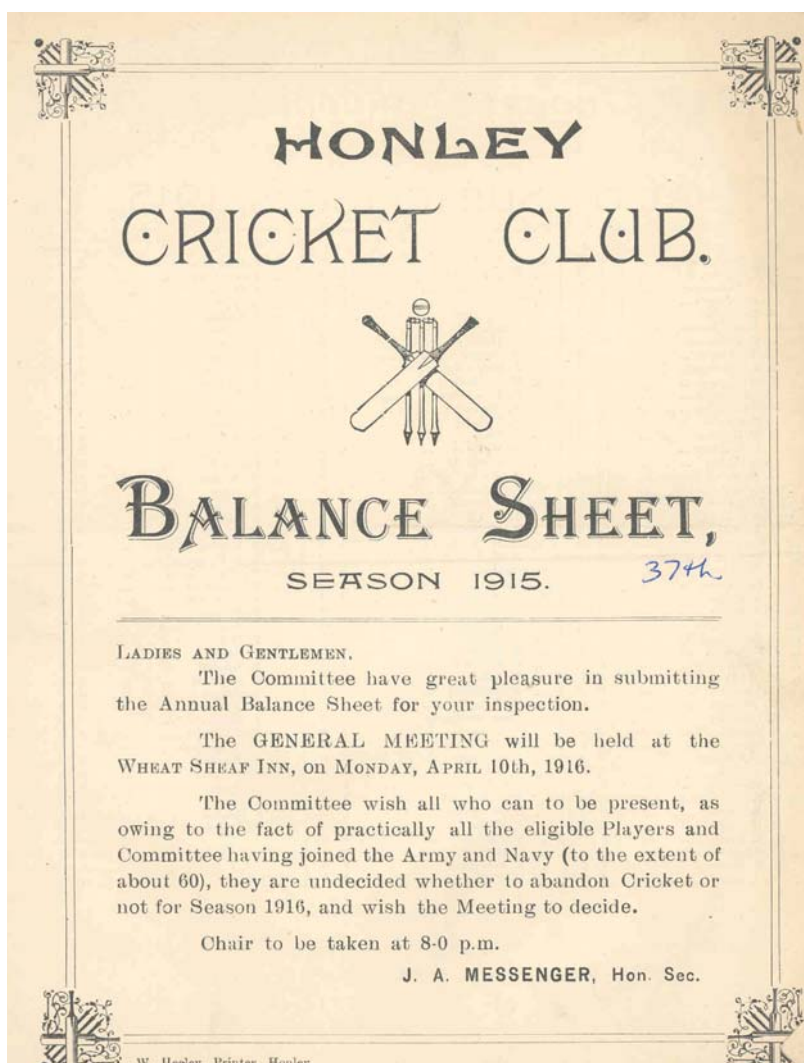 HONLEY
CRICKET CLUB.
BALANCE SHEET,
SEASON 1915.
37th
LADIES AND GENTLEMEN,
The Committee have great pleasure in submitting
the Annual Balance Sheet for your inspection.
The GENERAL MEETING will be held at the
WHEAT SHEAF INN, on MONDAY, APRIL 10th, 1916.
The Committee wish all who can to be present, as
owing to the fact of practically all the eligible Players and
Committee having joined the Army and Navy (to the extent of
about 60), they are undecided whether to abandon Cricket or
not for Season 1916, and wish the Meeting to decide.
Chair to be taken at 8-0 p.m.
J. A. MESSENGER, Hon. Sec.
Printer, Honley